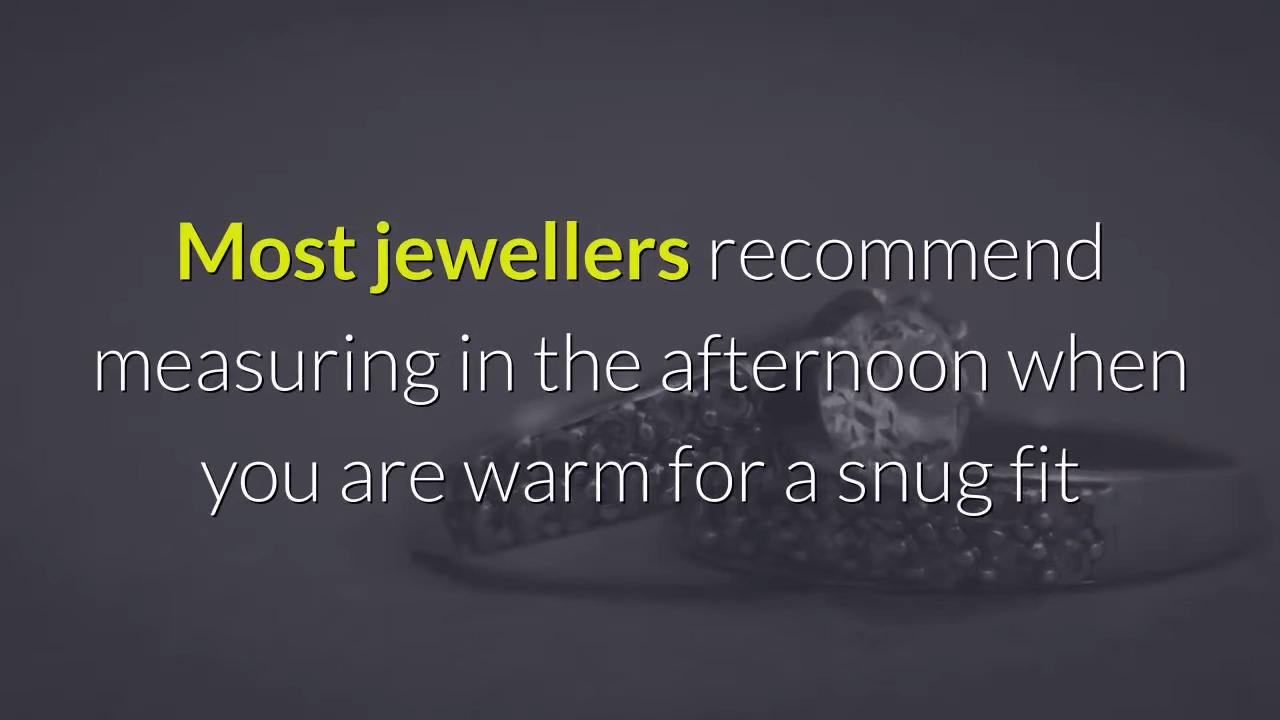 Most jewellers recommend
measuring in the afternoon when
you are warm for a snug fit